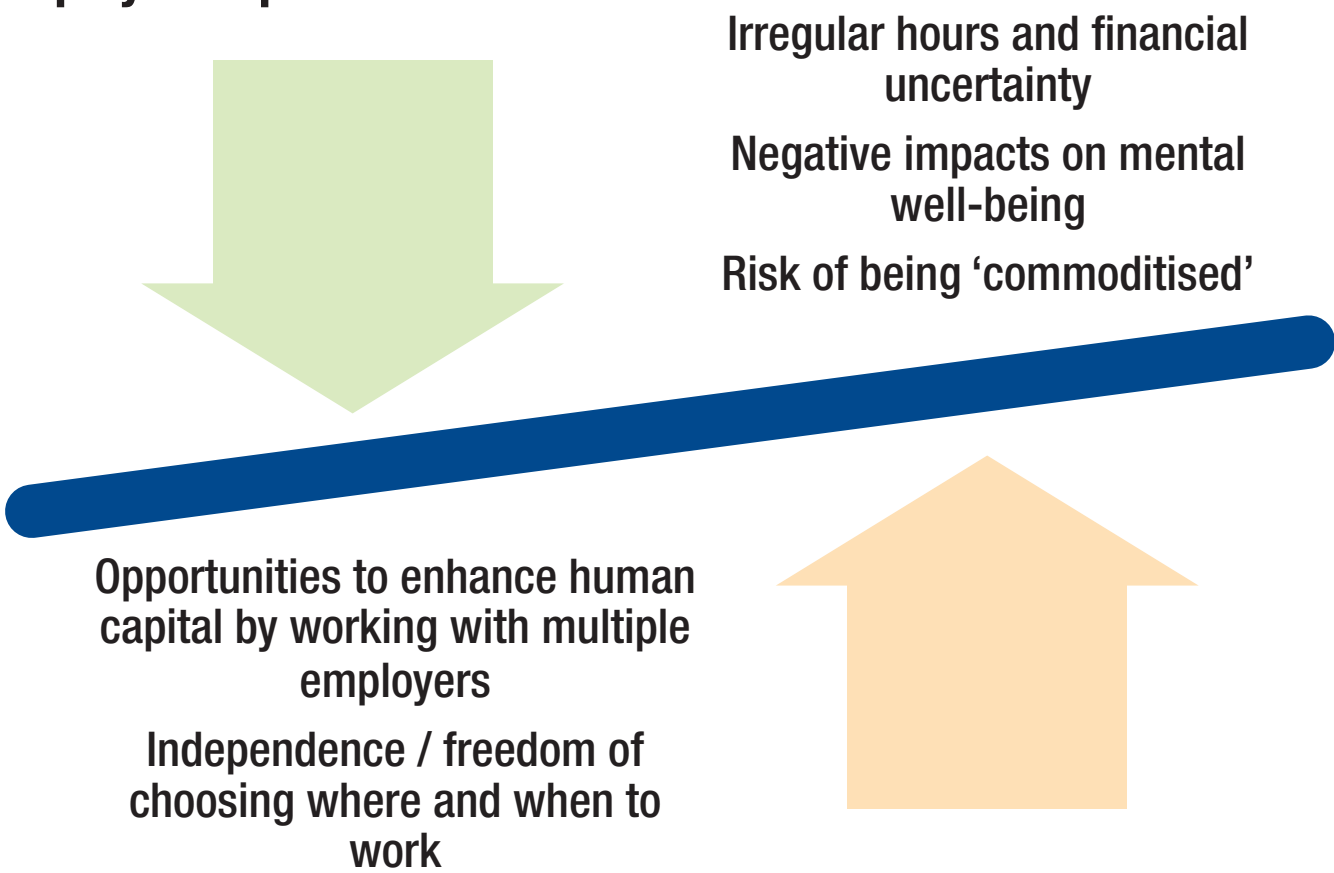 Irregular hours and financial
uncertainty
Negative impacts on mental
well-being
Risk of being ‘commoditised’
Opportunities to enhance human
capital by working with multiple
employers
Independence / freedom of
choosing where and when to
work